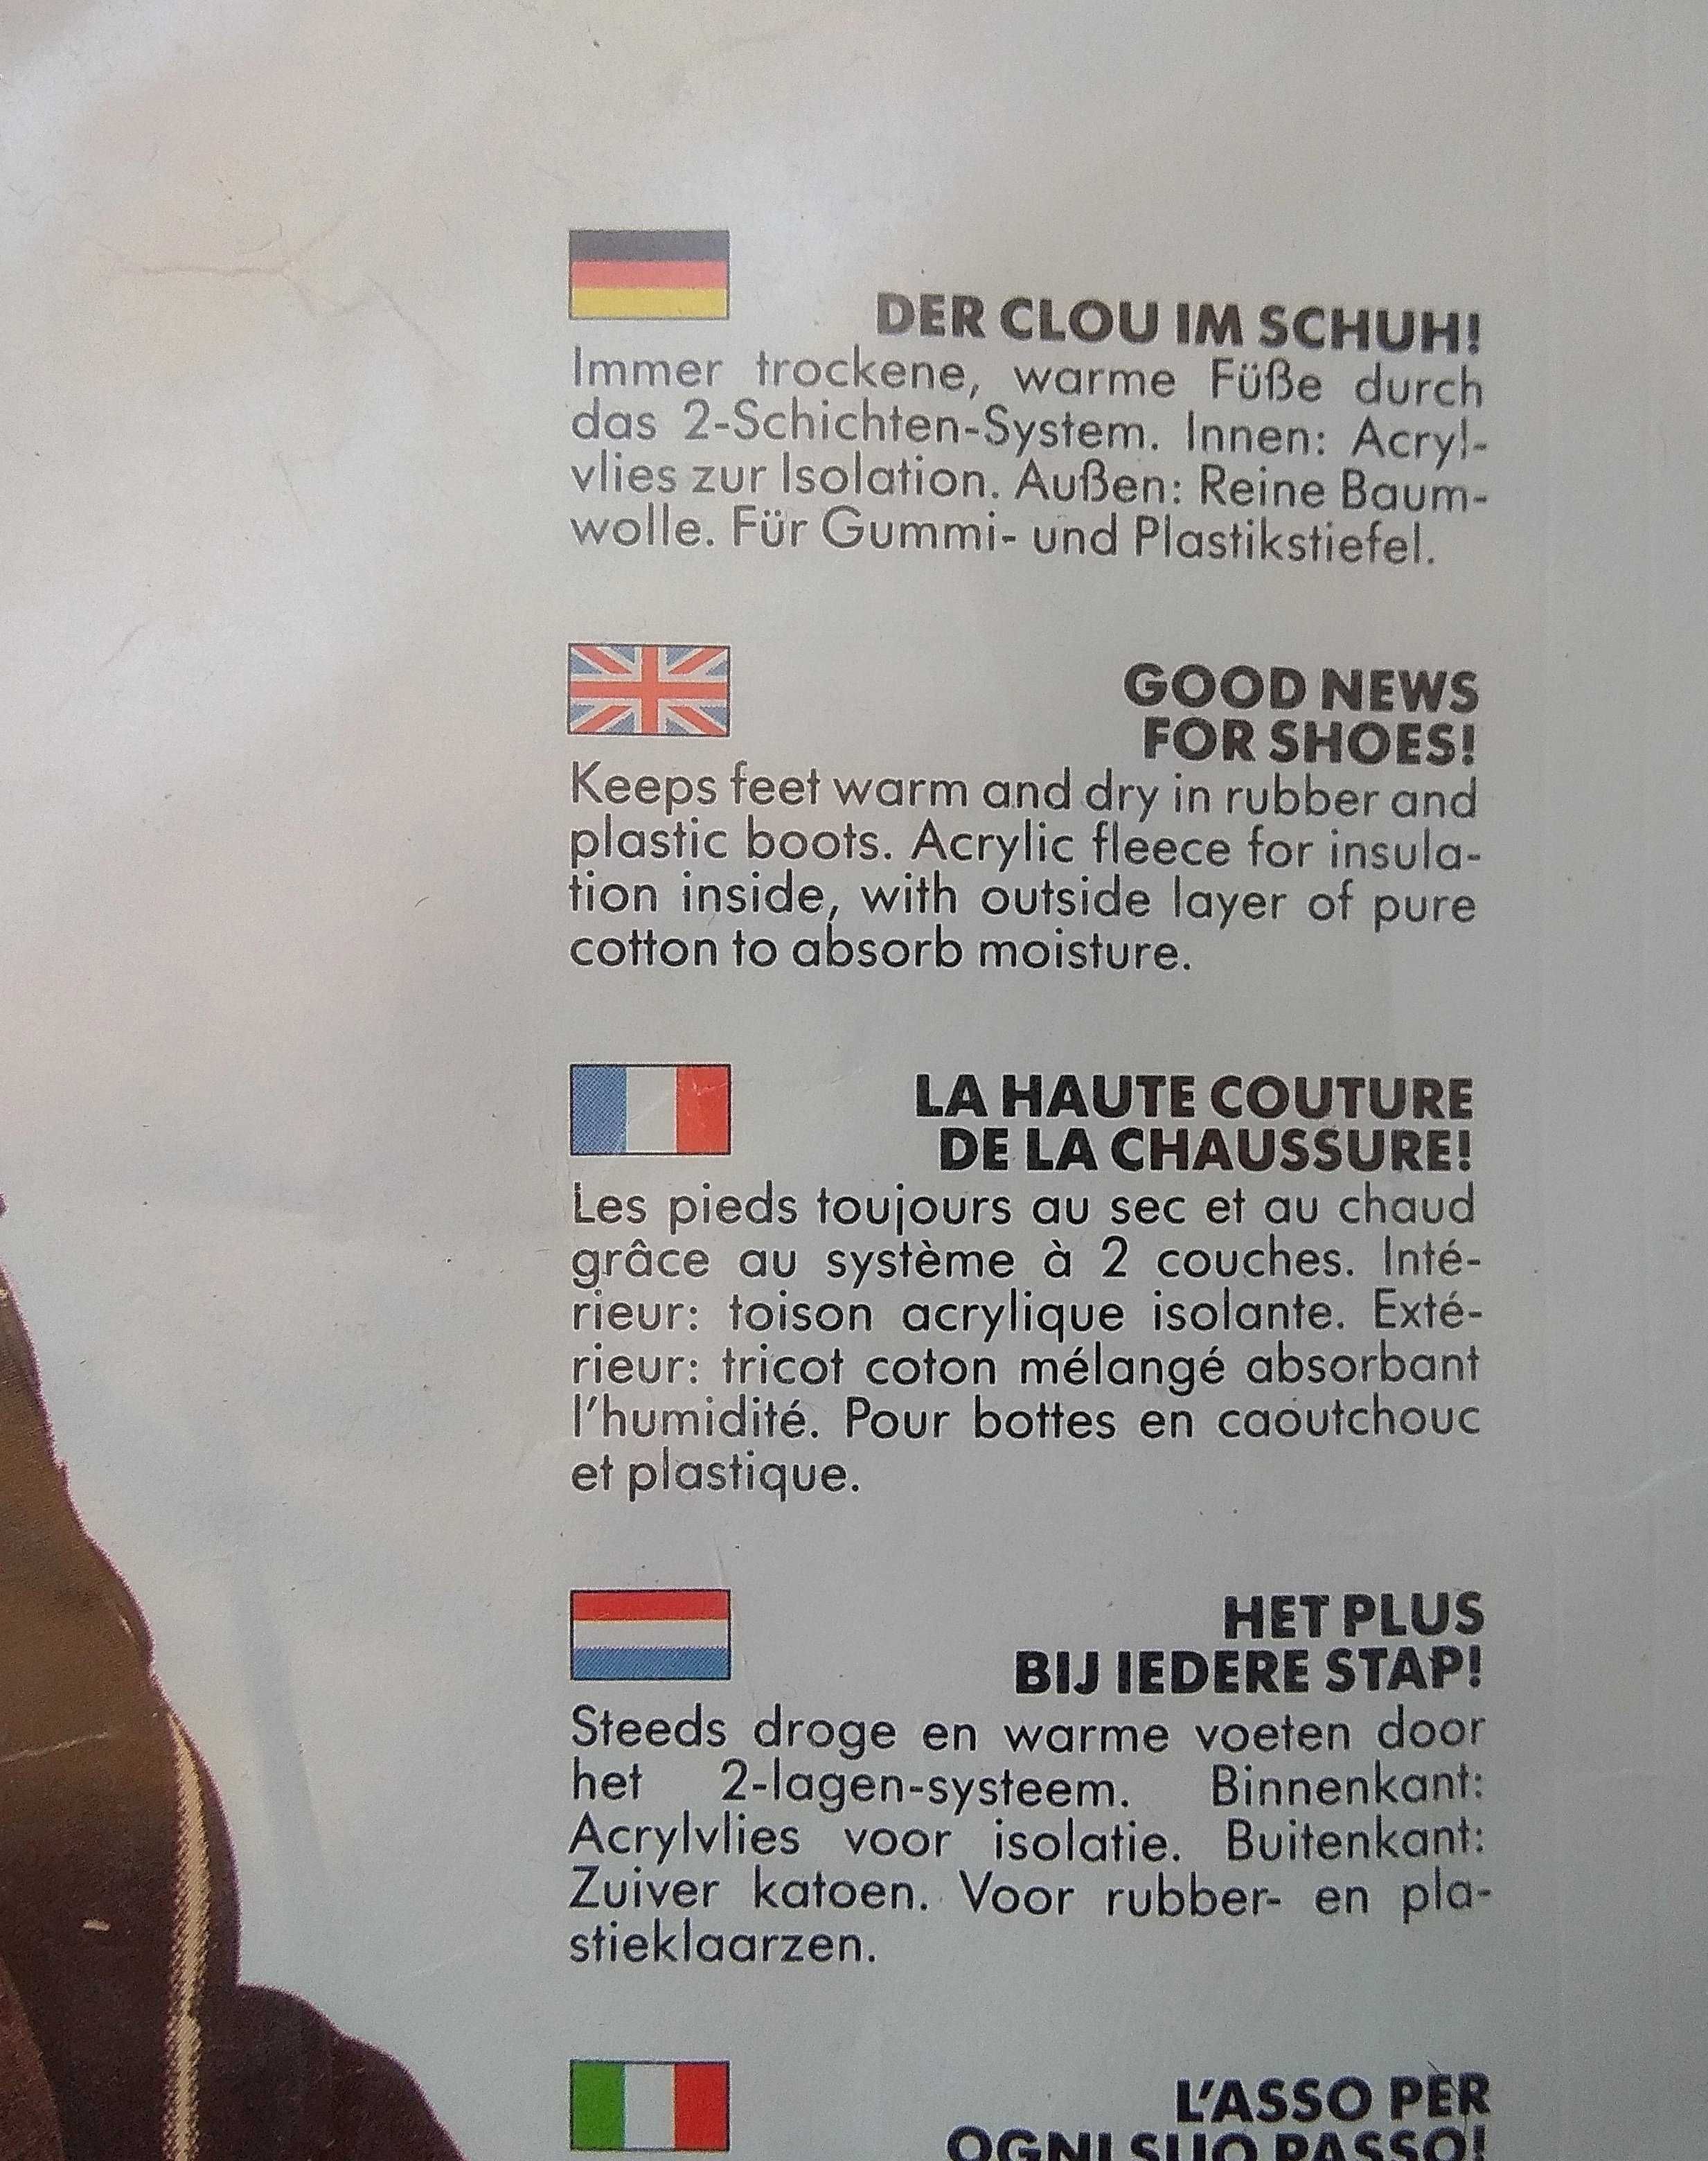 DER CLOU IM SCHUH!
Immer trockene, warme Füße durch
das 2-Schichten-System. Innen: Acryl-
vlies zur Isolation. Außen: Reine Baum-
wolle. Für Gummi- und Plastikstiefel.
GOOD NEWS
FOR SHOES!
Keeps feet warm and dry in rubber and
plastic boots. Acrylic fleece for insula-
tion inside, with outside layer of pure
cotton to absorb moisture.
LA HAUTE COUTURE
DE LA CHAUSSURE!
Les pieds toujours au sec et au chaud
grâce au système à 2 couches. Inté-
rieur: toison acrylique isolante. Exté-
rieur: tricot coton mélangé absorbant
l'humidité. Pour bottes en caoutchouc
et plastique.
HET PLUS
BIJ IEDERE STAP!
Steeds droge en warme voeten door
het 2-lagen-systeem. Binnenkant:
Acrylvlies voor isolatie. Buitenkant:
Zuiver katoen. Voor rubber- en pla-
stieklaarzen.
L'ASSO PER
OGNI SUO PASSO!